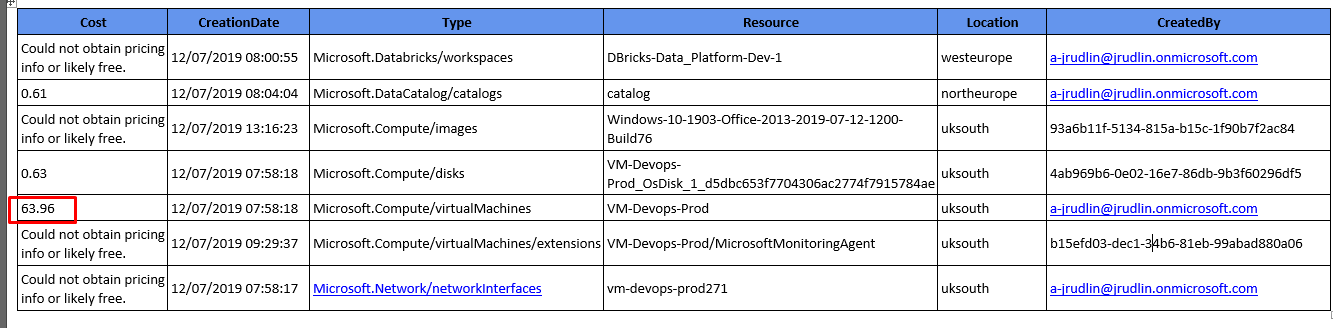 Cost CreationDate Type Resource Location CreatedBy
Could not obtain pricing
info or likely free. 12/07/2019 08:00:55 Microsoft.Databricks/workspaces DBricks-Data_Platform-Dev-1 westeurope a-jrudlin@jrudlin.onmicrosoft.com
0.61 12/07/2019 08:04:04 Microsoft.DataCatalog/catalogs catalog northeurope a-jrudlin@jrudlin.onmicrosoft.com
Could not obtain pricing
info or likely free. 12/07/2019 13:16:23 Microsoft.Compute/images Windows-10-1903-Office-2013-2019-07-12-1200-
Build76 uksouth 93a6b11f-5134-815a-b15c-1f90b7f2ac84
0.63 12/07/2019 07:58:18 Microsoft.Compute/disks VM-Devops-
Prod_OsDisk_1_d5dbc653f7704306ac2774f7915784ae uksouth 4ab969b6-0e02-16e7-86db-9b3f60296df5
63.96 12/07/2019 07:58:18 Microsoft.Compute/virtualMachines VM-Devops-Prod uksouth a-jrudlin@jrudlin.onmicrosoft.com
Could not obtain pricing
info or likely free. 12/07/2019 09:29:37 Microsoft.Compute/virtualMachines/extensions VM-Devops-Prod/MicrosoftMonitoringAgent uksouth b15efd03-dec1-34b6-81eb-99abad880a06
Could not obtain pricing
info or likely free. 12/07/2019 07:58:17 Microsoft.Network/networkInterfaces vm-devops-prod271 uksouth a-jrudlin@jrudlin.onmicrosoft.com